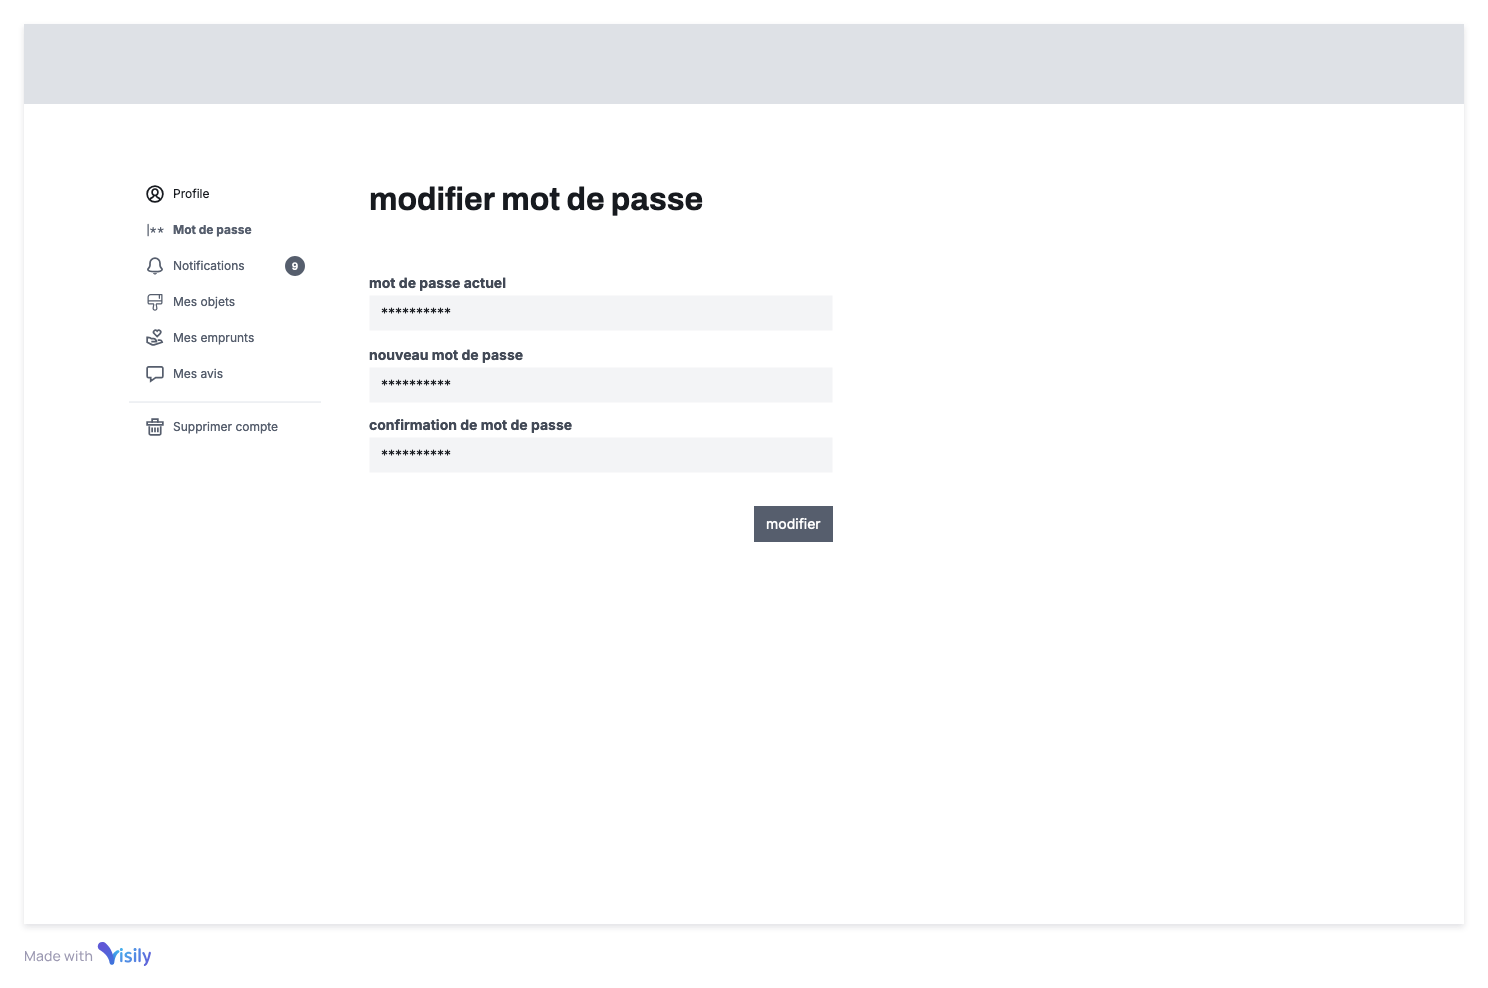 Profile
Mot de passe
Notifications 9
Mes objets
Mes emprunts
Mes avis
Supprimer compte
modifier mot de passe
mot de passe actuel
**********
nouveau mot de passe
**********
confirmation de mot de passe
**********
modifier
Made with Visily